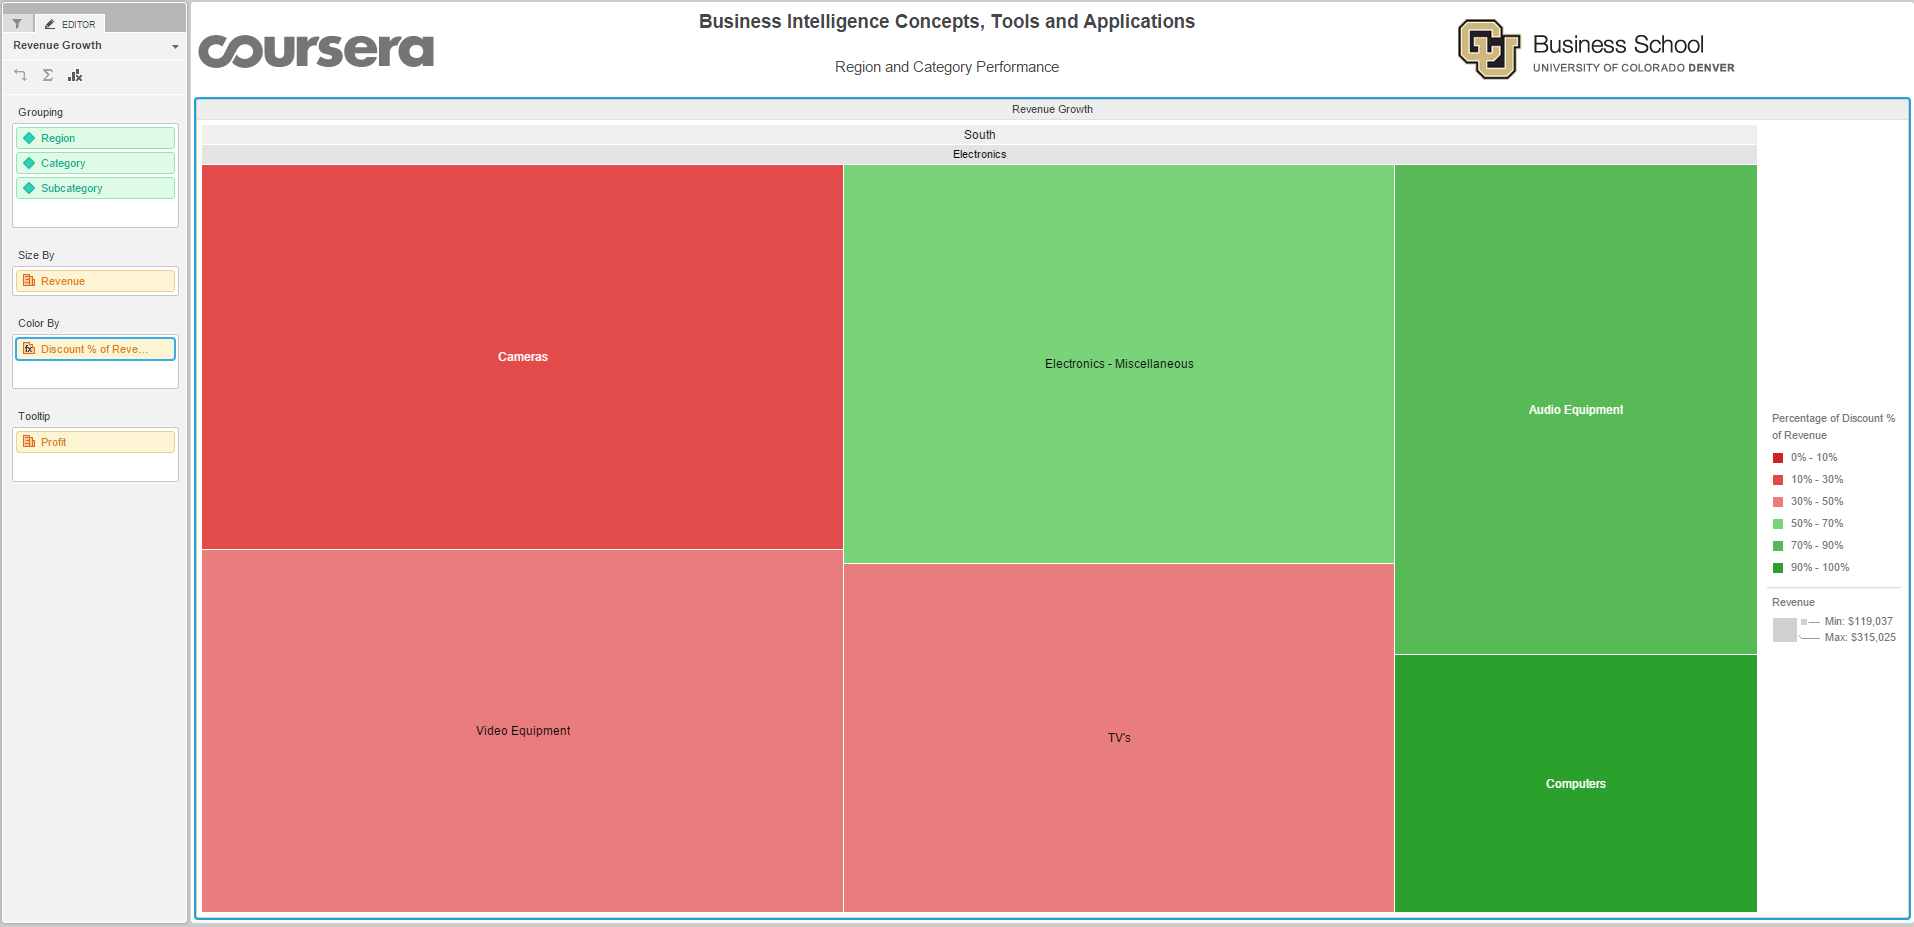 EDITOR
Revenue Growth
Grouping
Region
Category
Subcategory
Size By
Revenue
Color By
fx
Discount % of Reve...
Tooltip
Profit
coursera
Business Intelligence Concepts, Tools and Applications
Region and Category Performance
CU
Business School
UNIVERSITY OF COLORADO DENVER
Revenue Growth
South
Electronics
Cameras
Electronics - Miscellaneous
Audio Equipment
Video Equipment
TV's
Computers
Percentage of Discount %
of Revenue
0% - 10%
10% - 30%
30% - 50%
50% - 70%
70% - 90%
90% - 100%
Revenue
Min: $119,037
Max: $315,025